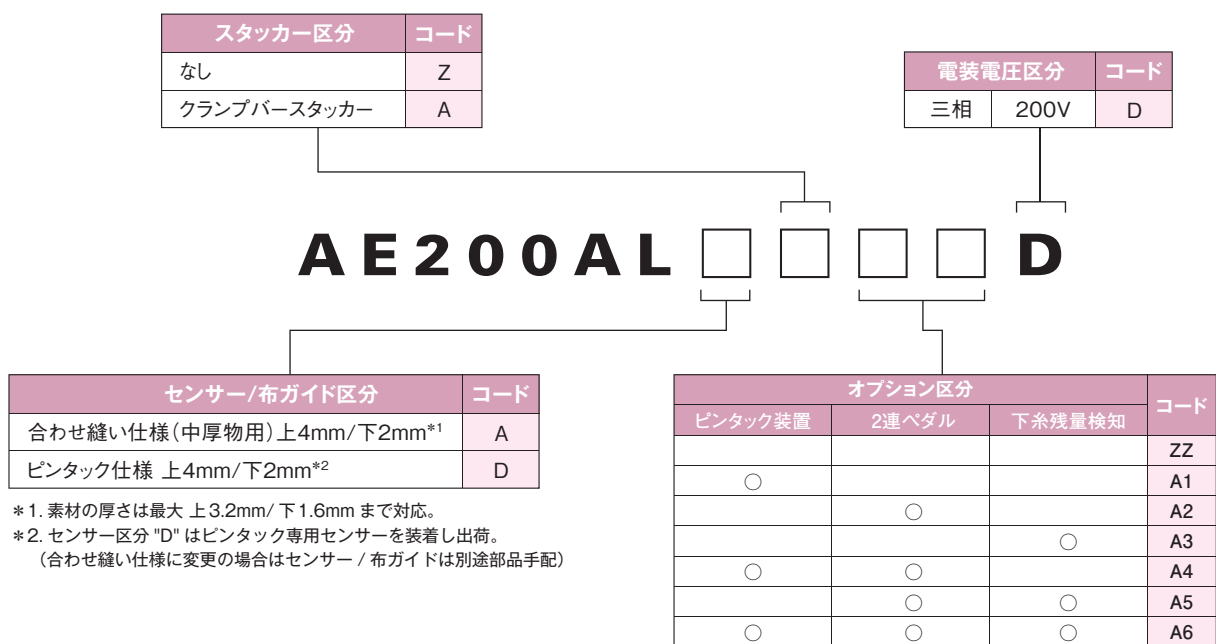 スタッカー区分 コード
なし Z
クランプバースタッカー A
電装電圧区分 コード
三相 200V D
AE200AL□□□□D
センサー/布ガイド区分 コード
合わせ縫い仕様(中厚物用)上4mm/下2mm*1 A
ピンタック仕様 上4mm/下2mm*2 D
*1. 素材の厚さは最大 上3.2mm/下1.6mm まで対応。
*2. センサー区分 "D" はピンタック専用センサーを装着し出荷。
(合わせ縫い仕様に変更の場合はセンサー / 布ガイドは別途部品手配)
オプション区分 コード
ピンタック装置 2連ペダル 下糸残量検知
ZZ
○ A1
○ A2
○ A3
○ ○ A4
○ ○ A5
○ ○ ○ A6